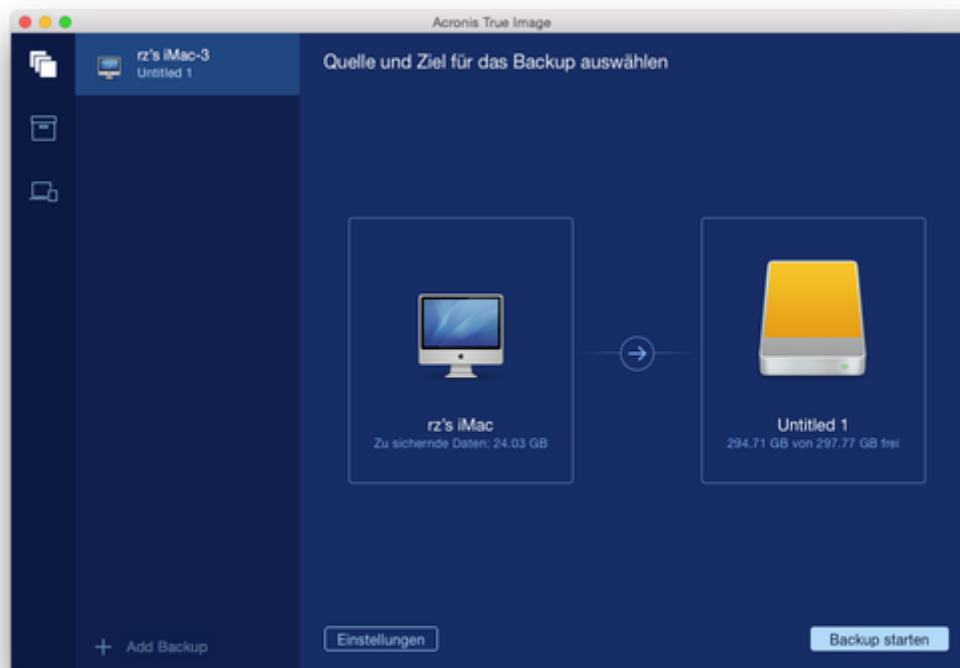 Acronis True Image
rz's iMac-3
Untitled 1
Quelle und Ziel für das Backup auswählen
rz's iMac
Zu sichernde Daten: 24.03 GB
Untitled 1
294.71 GB von 297.77 GB frei
Add Backup
Einstellungen
Backup starten